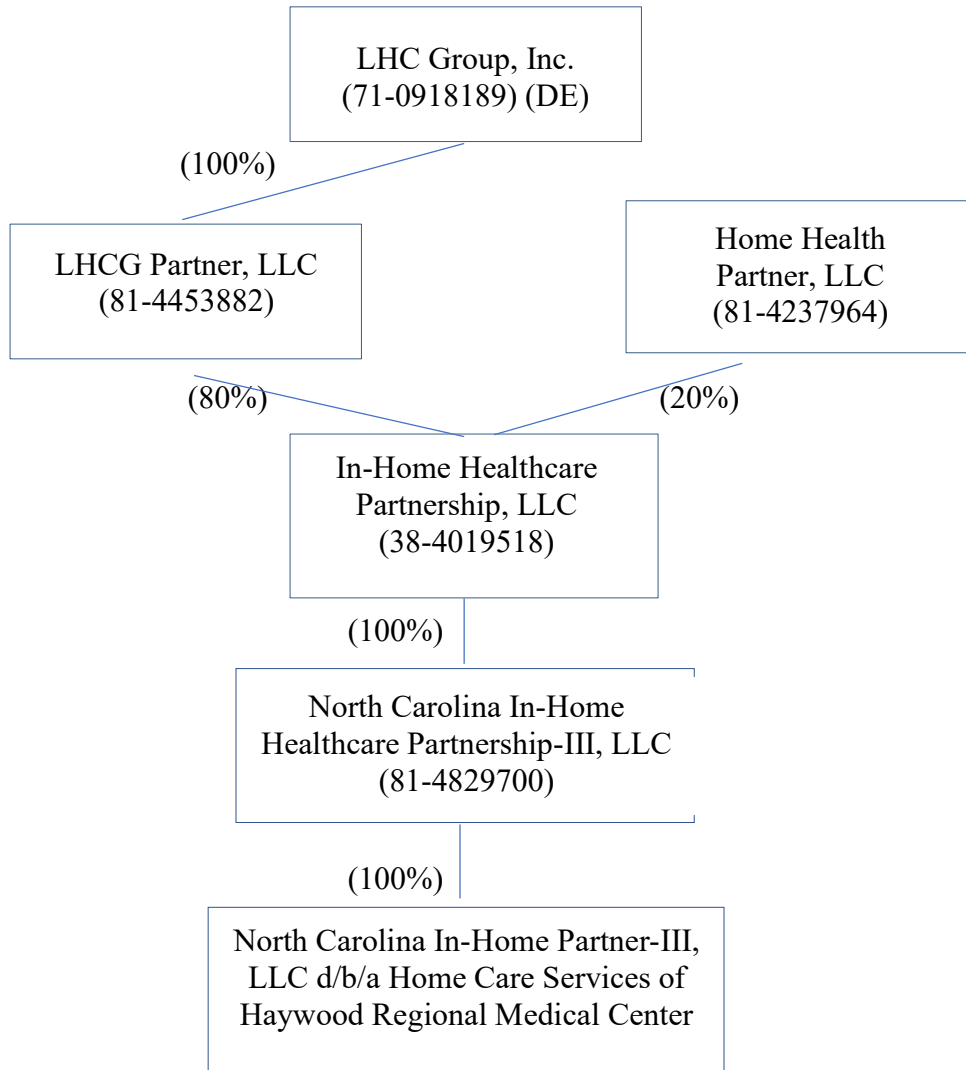 LHC Group, Inc.
(71-0918189) (DE)
(100%)
LHCG Partner, LLC
(81-4453882)
Home Health
Partner, LLC
(81-4237964)
(80%)
(20%)
In-Home Healthcare
Partnership, LLC
(38-4019518)
(100%)
North Carolina In-Home
Healthcare Partnership-III, LLC
(81-4829700)
(100%)
North Carolina In-Home Partner-III,
LLC d/b/a Home Care Services of
Haywood Regional Medical Center